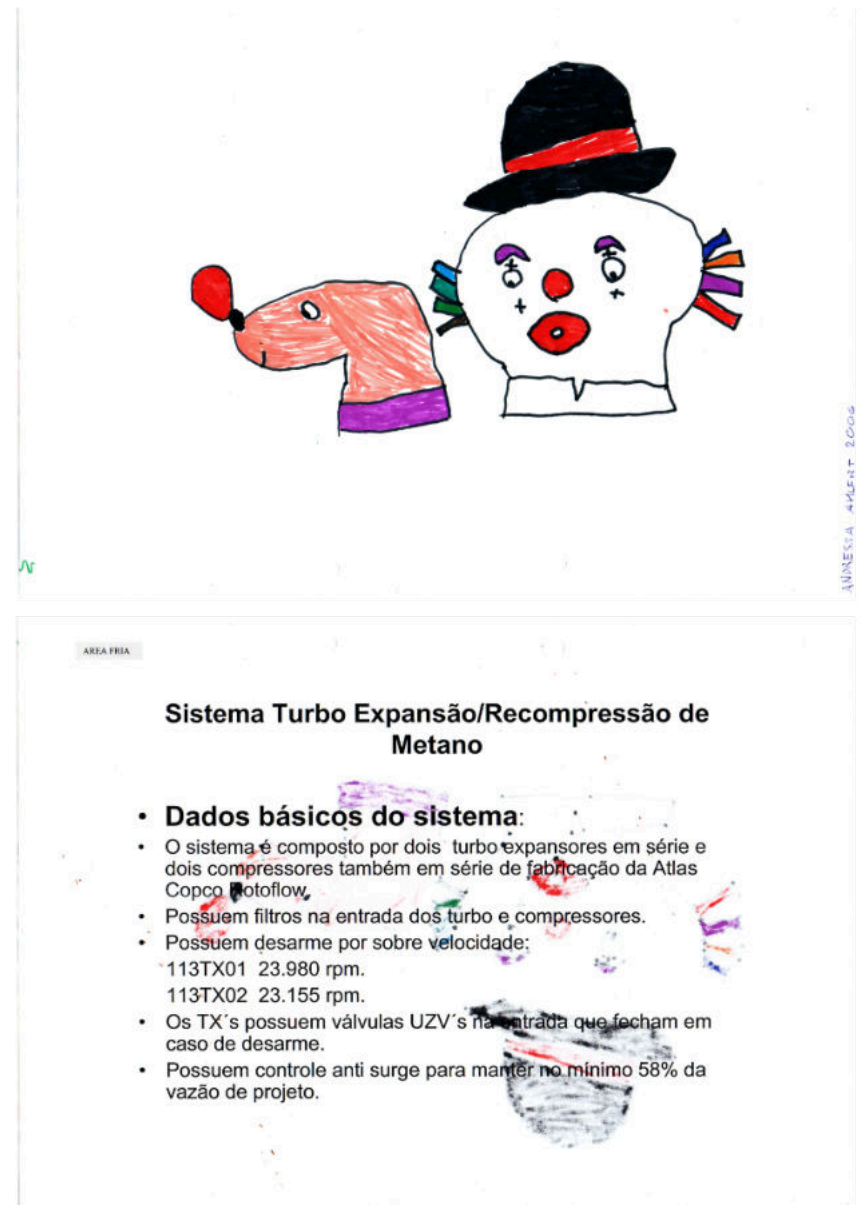 ANDRESSA AHLERT 2006
AREA FRIA
Sistema Turbo Expansão/Recompressão de
Metano
• Dados básicos do sistema:
• O sistema é composto por dois turbo expansores em série e
dois compressores também em série de fabricação da Atlas
Copco Rotoflow.
• Possuem filtros na entrada dos turbo e compressores.
• Possuem desarme por sobre velocidade:
113TX01 23.980 rpm.
113TX02 23.155 rpm.
• Os TX´s possuem válvulas UZV´s na entrada que fecham em
caso de desarme.
• Possuem controle anti surge para manter no mínimo 58% da
vazão de projeto.